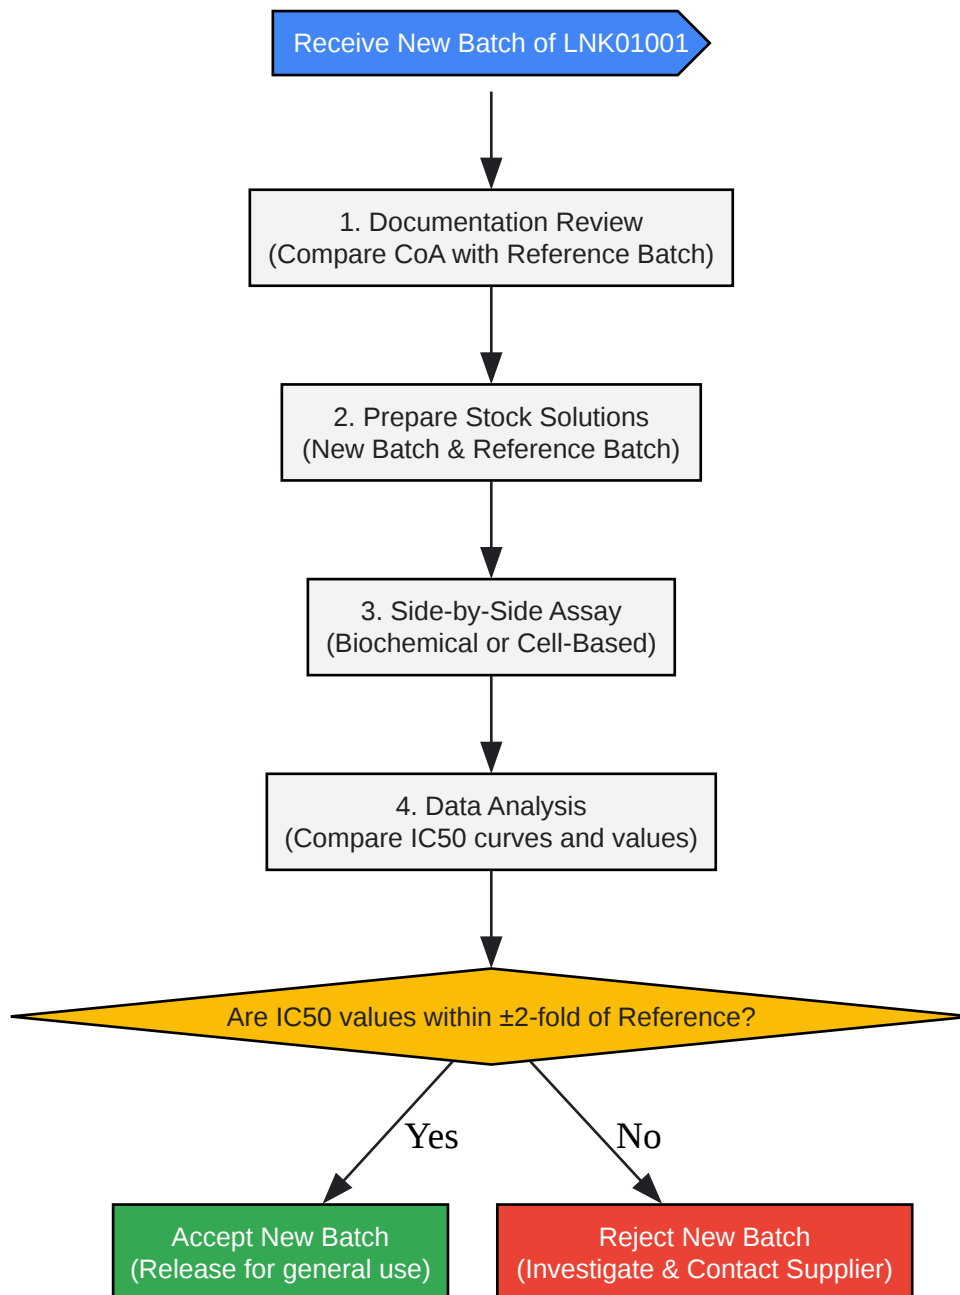 Receive New Batch of LNK01001
1. Documentation Review
(Compare CoA with Reference Batch)
2. Prepare Stock Solutions
(New Batch & Reference Batch)
3. Side-by-Side Assay
(Biochemical or Cell-Based)
4. Data Analysis
(Compare IC50 curves and values)
Are IC50 values within ±2-fold of Reference?
Yes
No
Accept New Batch
(Release for general use)
Reject New Batch
(Investigate & Contact Supplier)